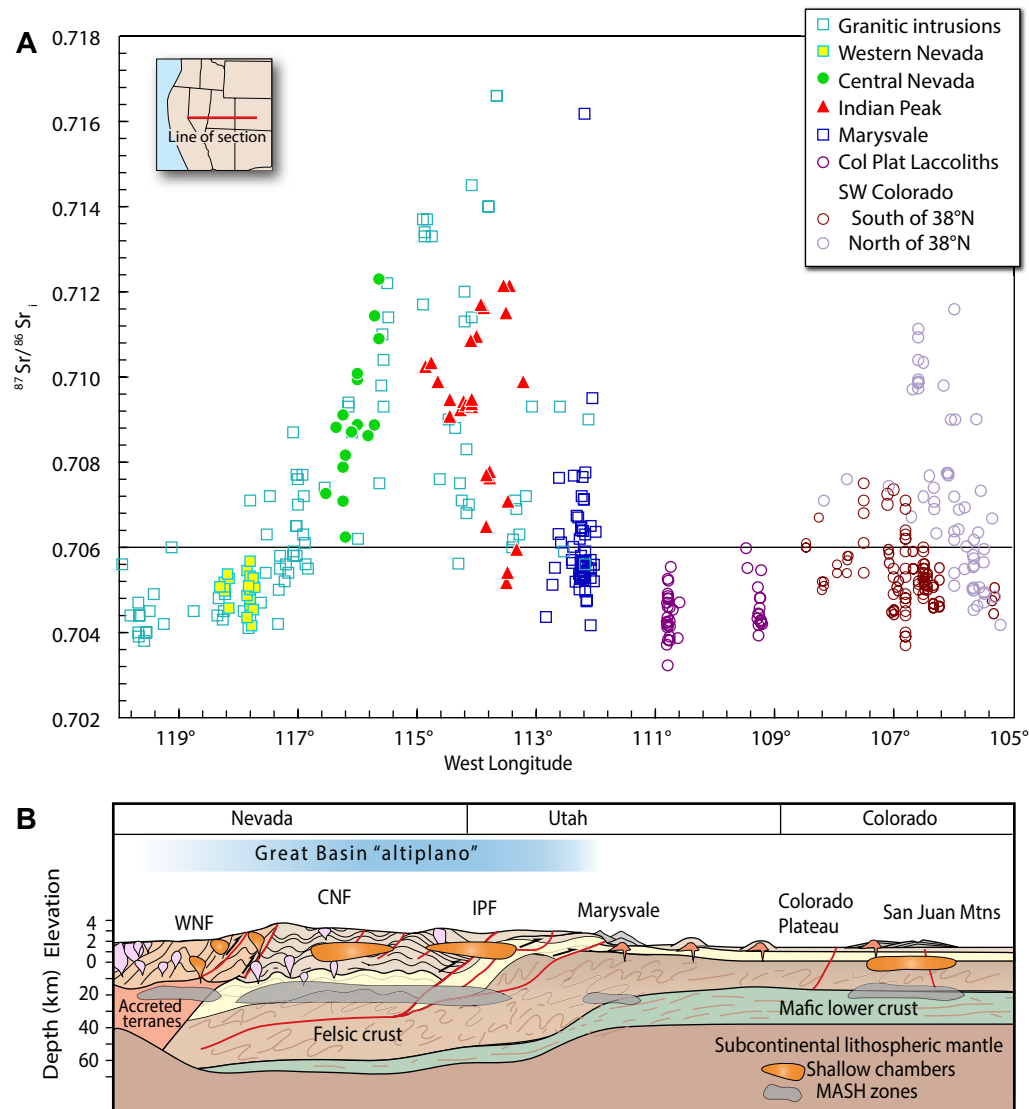 A
0.718
0.716
0.714
0.712
0.710
0.708
0.706
0.704
0.702
87Sr/86Sr i
Line of section
Granitic intrusions
Western Nevada
Central Nevada
Indian Peak
Marysvale
Col Plat Laccoliths
SW Colorado
South of 38°N
North of 38°N
119° 117° 115° 113° 111° 109° 107° 105°
West Longitude
B
Nevada Utah Colorado
Great Basin "altiplano"
WNF CNF IPF Marysvale Colorado
Plateau San Juan Mtns
Depth (km) Elevation
4
2
0
20
40
60
Accreted
terranes
Felsic crust
Mafic lower crust
Subcontinental lithospheric mantle
Shallow chambers
MASH zones